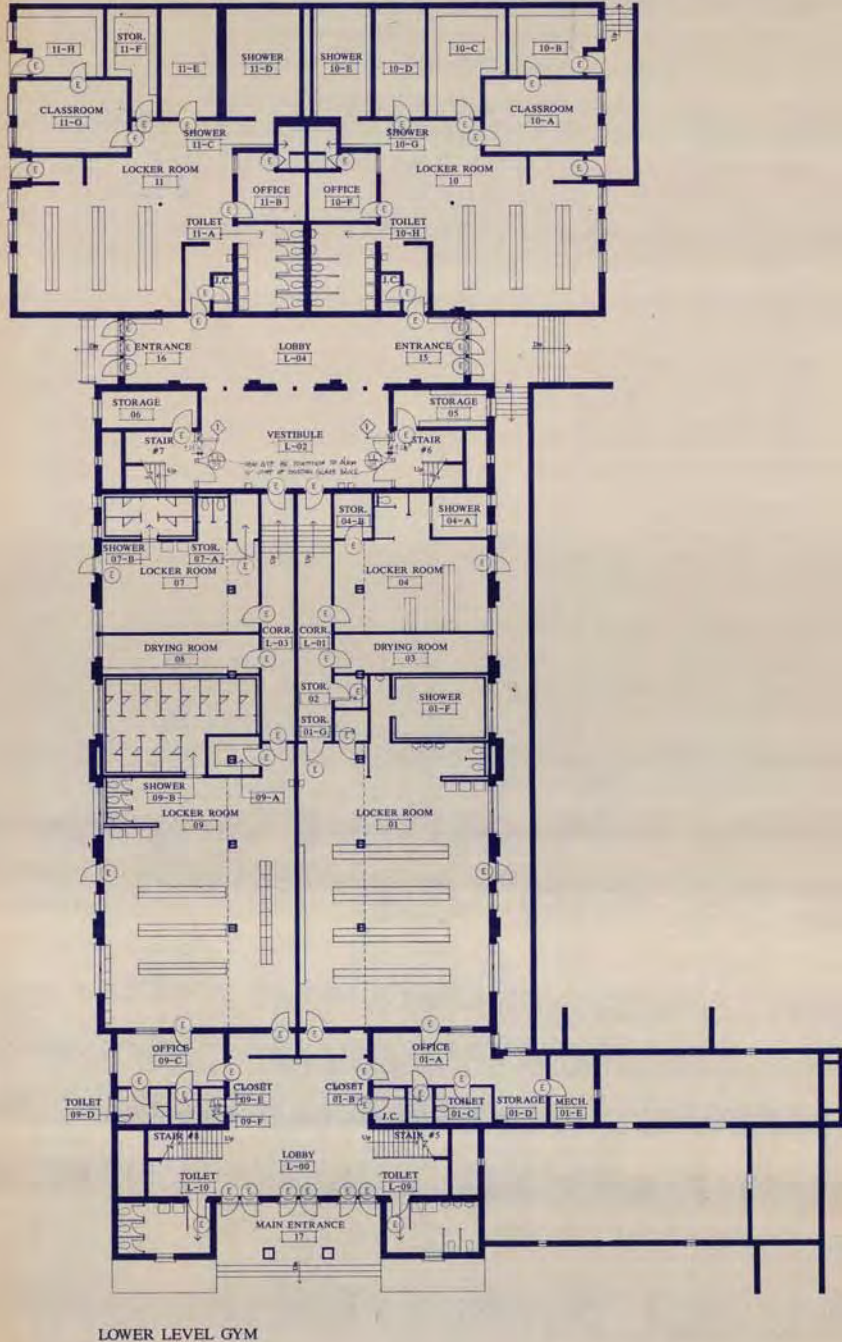 STOR.
11-H
11-F
11-E
SHOWER
11-D
SHOWER
10-E
10-D
10-C
10-B
CLASSROOM
11-G
CLASSROOM
10-A
SHOWER
11-C
SHOWER
10-G
LOCKER ROOM
11
LOCKER ROOM
10
OFFICE
11-B
OFFICE
10-F
TOILET
11-A
TOILET
10-H
J.C.
J.C.
ENTRANCE
16
LOBBY
L-04
ENTRANCE
15
STORAGE
06
STORAGE
05
STAIR
#7
VESTIBULE
L-02
STAIR
#6
STOR.
04-B
SHOWER
04-A
SHOWER
07-B
STOR.
07-A
LOCKER ROOM
07
LOCKER ROOM
04
CORR.
L-03
CORR.
L-01
DRYING ROOM
08
DRYING ROOM
03
STOR.
02
SHOWER
01-F
STOR.
01-G
SHOWER
09-B
09-A
LOCKER ROOM
09
LOCKER ROOM
01
OFFICE
09-C
OFFICE
01-A
TOILET
09-D
CLOSET
09-E
09-F
CLOSET
01-B
J.C.
TOILET
01-C
STORAGE
01-D
MECH.
01-E
STAIR #8
STAIR #5
LOBBY
L-00
TOILET
L-10
TOILET
L-09
MAIN ENTRANCE
17
LOWER LEVEL GYM